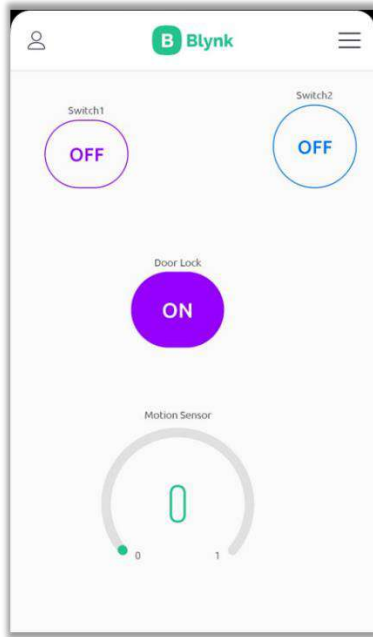 B Blynk
Switch1
Switch2
OFF
OFF
Door Lock
ON
Motion Sensor
0
0
1